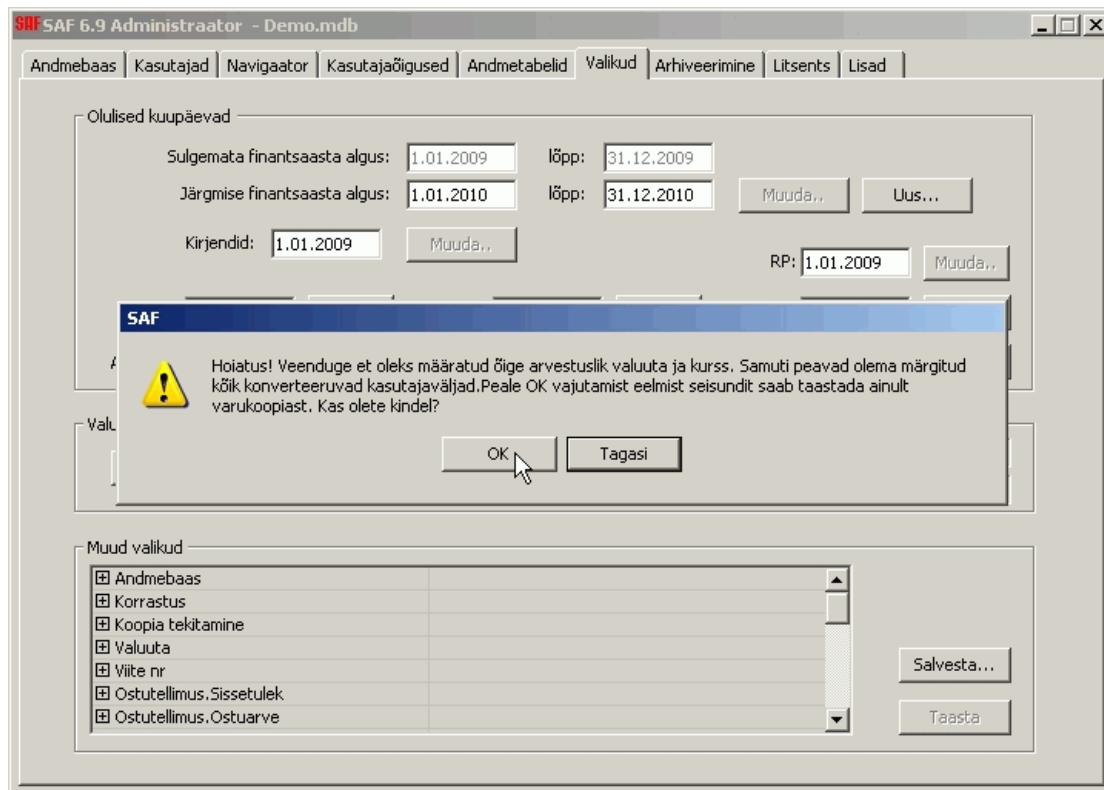 SAF SAF 6.9 Administraator - Demo.mdb
Andmebaas Kasutajad Navigaator Kasutajaõigused Andmetabelid Valikud Arhiveerimine Litsents Lisad
Olulised kuupäevad
Sulgemata finantsaasta algus: 1.01.2009 lõpp: 31.12.2009
Järgmise finantsaasta algus: 1.01.2010 lõpp: 31.12.2010 Muuda.. Uus...
Kirjendid: 1.01.2009 Muuda..
RP: 1.01.2009 Muuda..
SAF
Hoiatus! Veenduge et oleks määratud õige arvestuslik valuuta ja kurss. Samuti peavad olema märgitud
kõik konverteeruvad kasutajaväljad.Peale OK vajutamist eelmist seisundit saab taastada ainult
varukoopiast. Kas olete kindel?
OK Tagasi
Muud valikud
Andmebaas
Korrastus
Koopia tekitamine
Valuuta
Viite nr
Ostutellimus.Sissetulek
Ostutellimus.Ostuarve
Salvesta...
Taasta